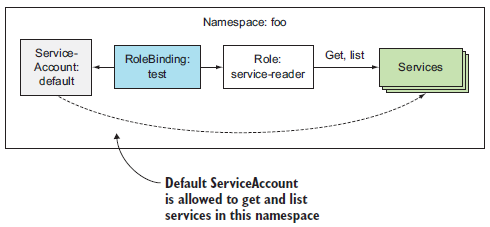 Namespace: foo
Service-
Account:
default
RoleBinding:
test
Role:
service-reader
Get, list
Services
Default ServiceAccount
is allowed to get and list
services in this namespace